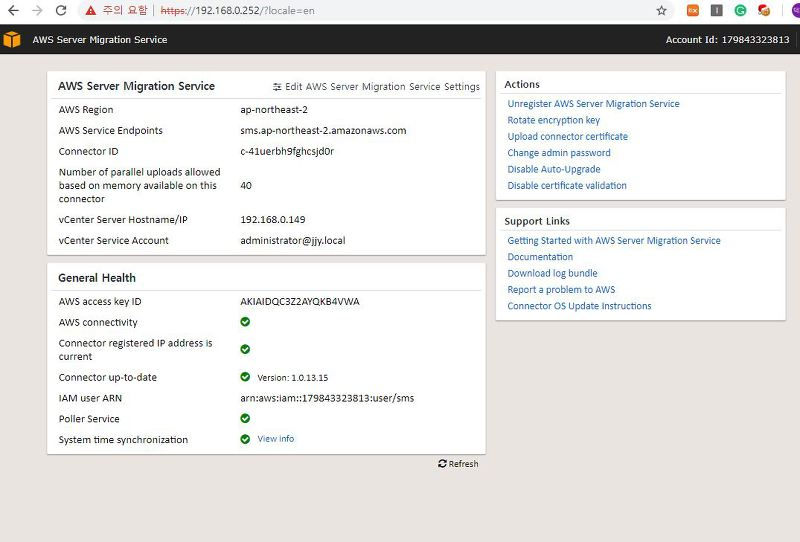 주의 요함
https://192.168.0.252/?locale=en
AWS Server Migration Service
Account Id: 179843323813
AWS Server Migration Service
Edit AWS Server Migration Service Settings
AWS Region
ap-northeast-2
AWS Service Endpoints
sms.ap-northeast-2.amazonaws.com
Connector ID
c-41uerbh9fghcsjd0r
Number of parallel uploads allowed
based on memory available on this
connector
40
vCenter Server Hostname/IP
192.168.0.149
vCenter Service Account
administrator@jjy.local
General Health
AWS access key ID
AKIAIDQC3Z2AYQKB4VWA
AWS connectivity
Connector registered IP address is
current
Connector up-to-date
Version: 1.0.13.15
IAM user ARN
arn:aws:iam::179843323813:user/sms
Poller Service
System time synchronization
View info
Refresh
Actions
Unregister AWS Server Migration Service
Rotate encryption key
Upload connector certificate
Change admin password
Disable Auto-Upgrade
Disable certificate validation
Support Links
Getting Started with AWS Server Migration Service
Documentation
Download log bundle
Report a problem to AWS
Connector OS Update Instructions